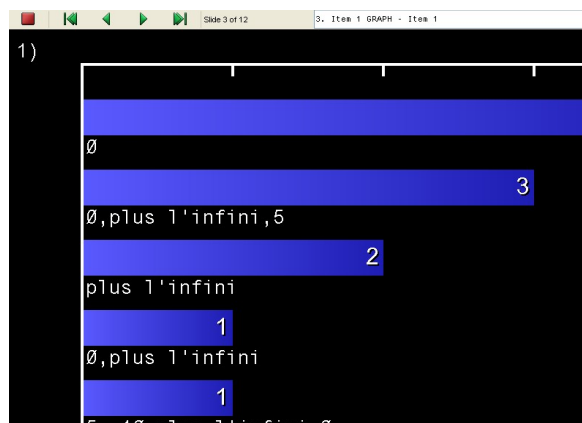 Slide 3 of 12
3. Item 1 GRAPH - Item 1
1)
Ø
3
Ø,plus l'infini,5
2
plus l'infini
1
Ø,plus l'infini
1